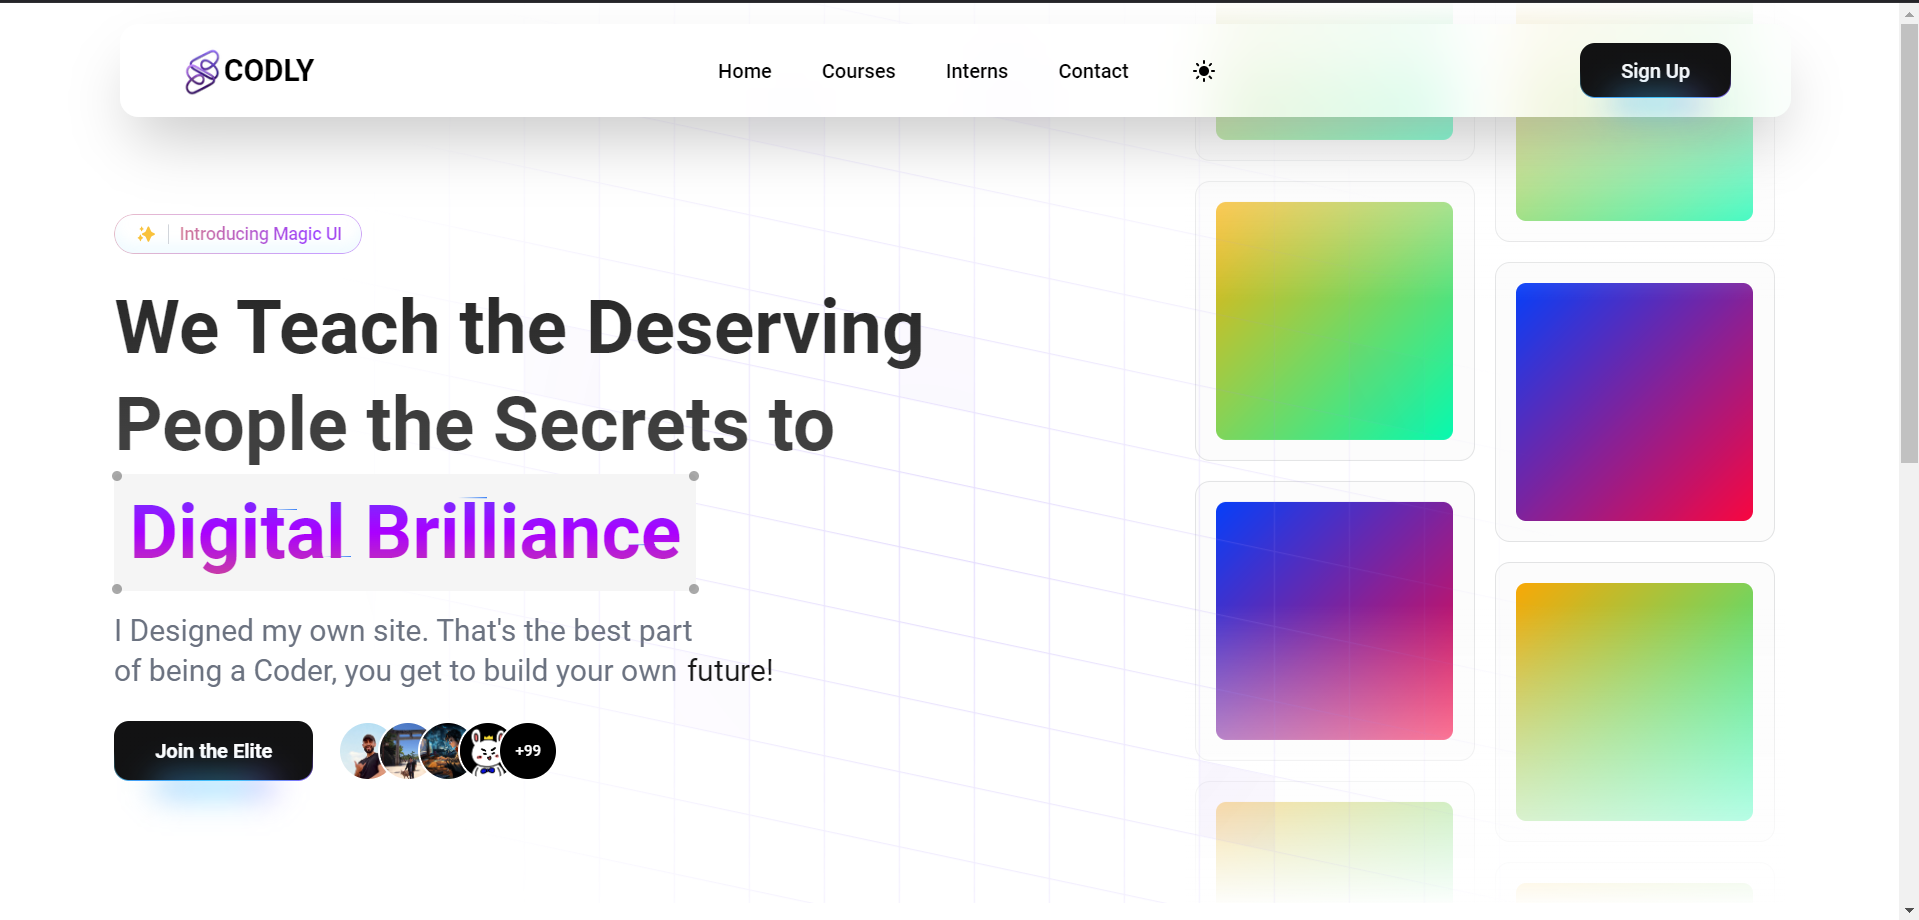 CODLY
Home
Courses
Interns
Contact
Sign Up
Introducing Magic UI
We Teach the Deserving
People the Secrets to
Digital Brilliance
I Designed my own site. That's the best part
of being a Coder, you get to build your own future!
Join the Elite
+99